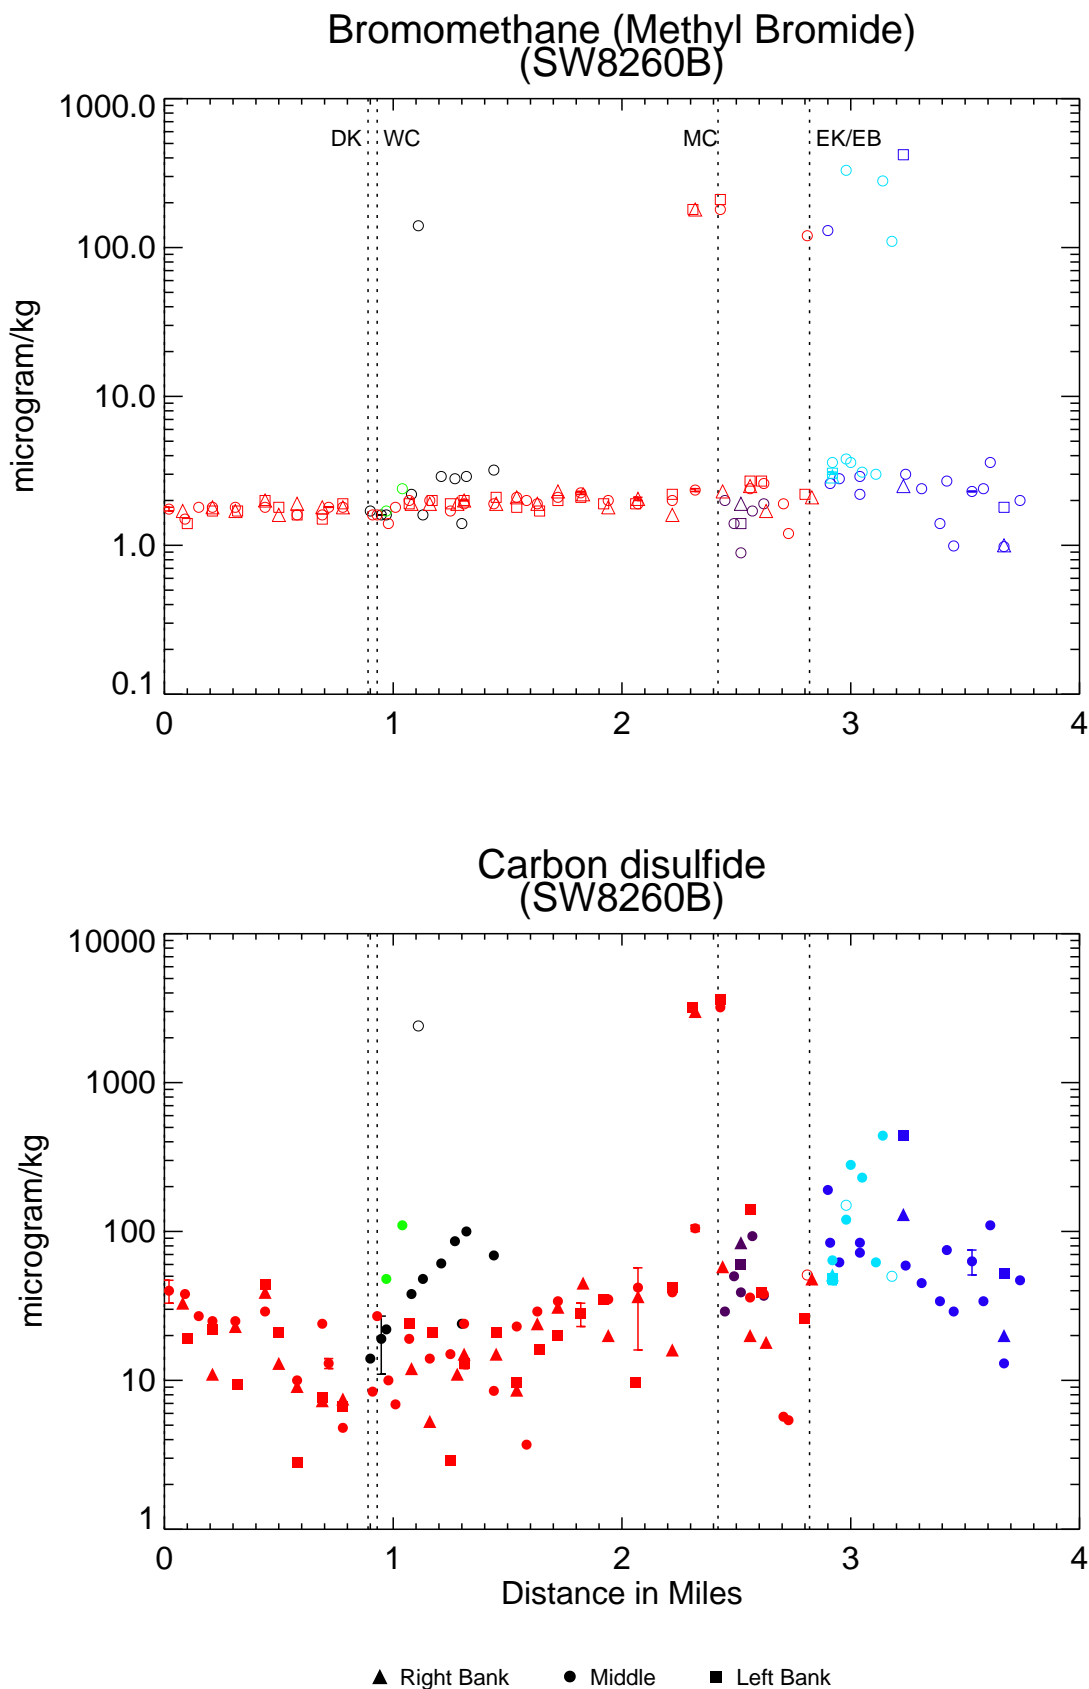 Bromomethane (Methyl Bromide)
(SW8260B)
1000.0
DK WC MC EK/EB
100.0
microgram/kg
10.0
1.0
0.1
0 1 2 3 4
Carbon disulfide
(SW8260B)
10000
1000
microgram/kg
100
10
1
0 1 2 3 4
Distance in Miles
Right Bank Middle Left Bank